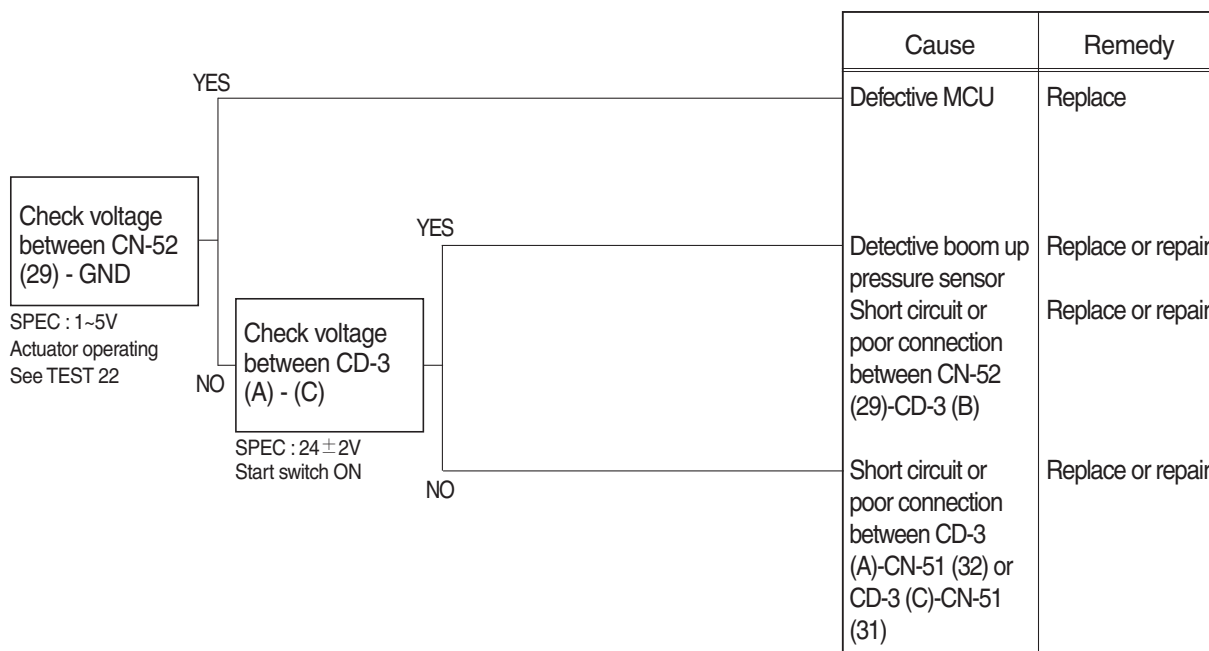 Cause Remedy
YES
Defective MCU Replace
Check voltage
between CN-52
(29) - GND
SPEC : 1~5V
Actuator operating
See TEST 22
YES
NO
Check voltage
between CD-3
(A) - (C)
SPEC : 24±2V
Start switch ON
NO
Detective boom up Replace or repair
pressure sensor
Short circuit or Replace or repair
poor connection
between CN-52
(29)-CD-3 (B)
Short circuit or Replace or repair
poor connection
between CD-3
(A)-CN-51 (32) or
CD-3 (C)-CN-51
(31)